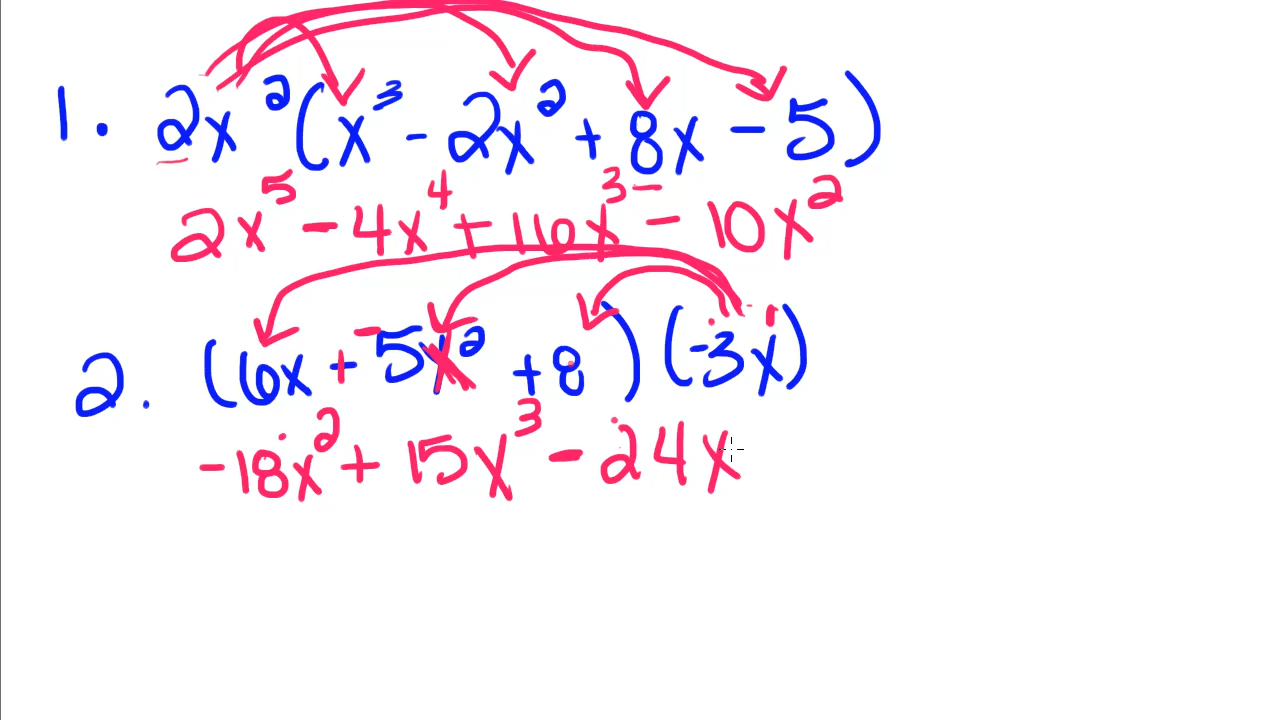 1. 2x²(x³ - 2x² + 8x - 5)
2x⁵ - 4x⁴ + 16x³ - 10x²
2. (6x + -5x² + 8)(-3x)
-18x² + 15x³ - 24x